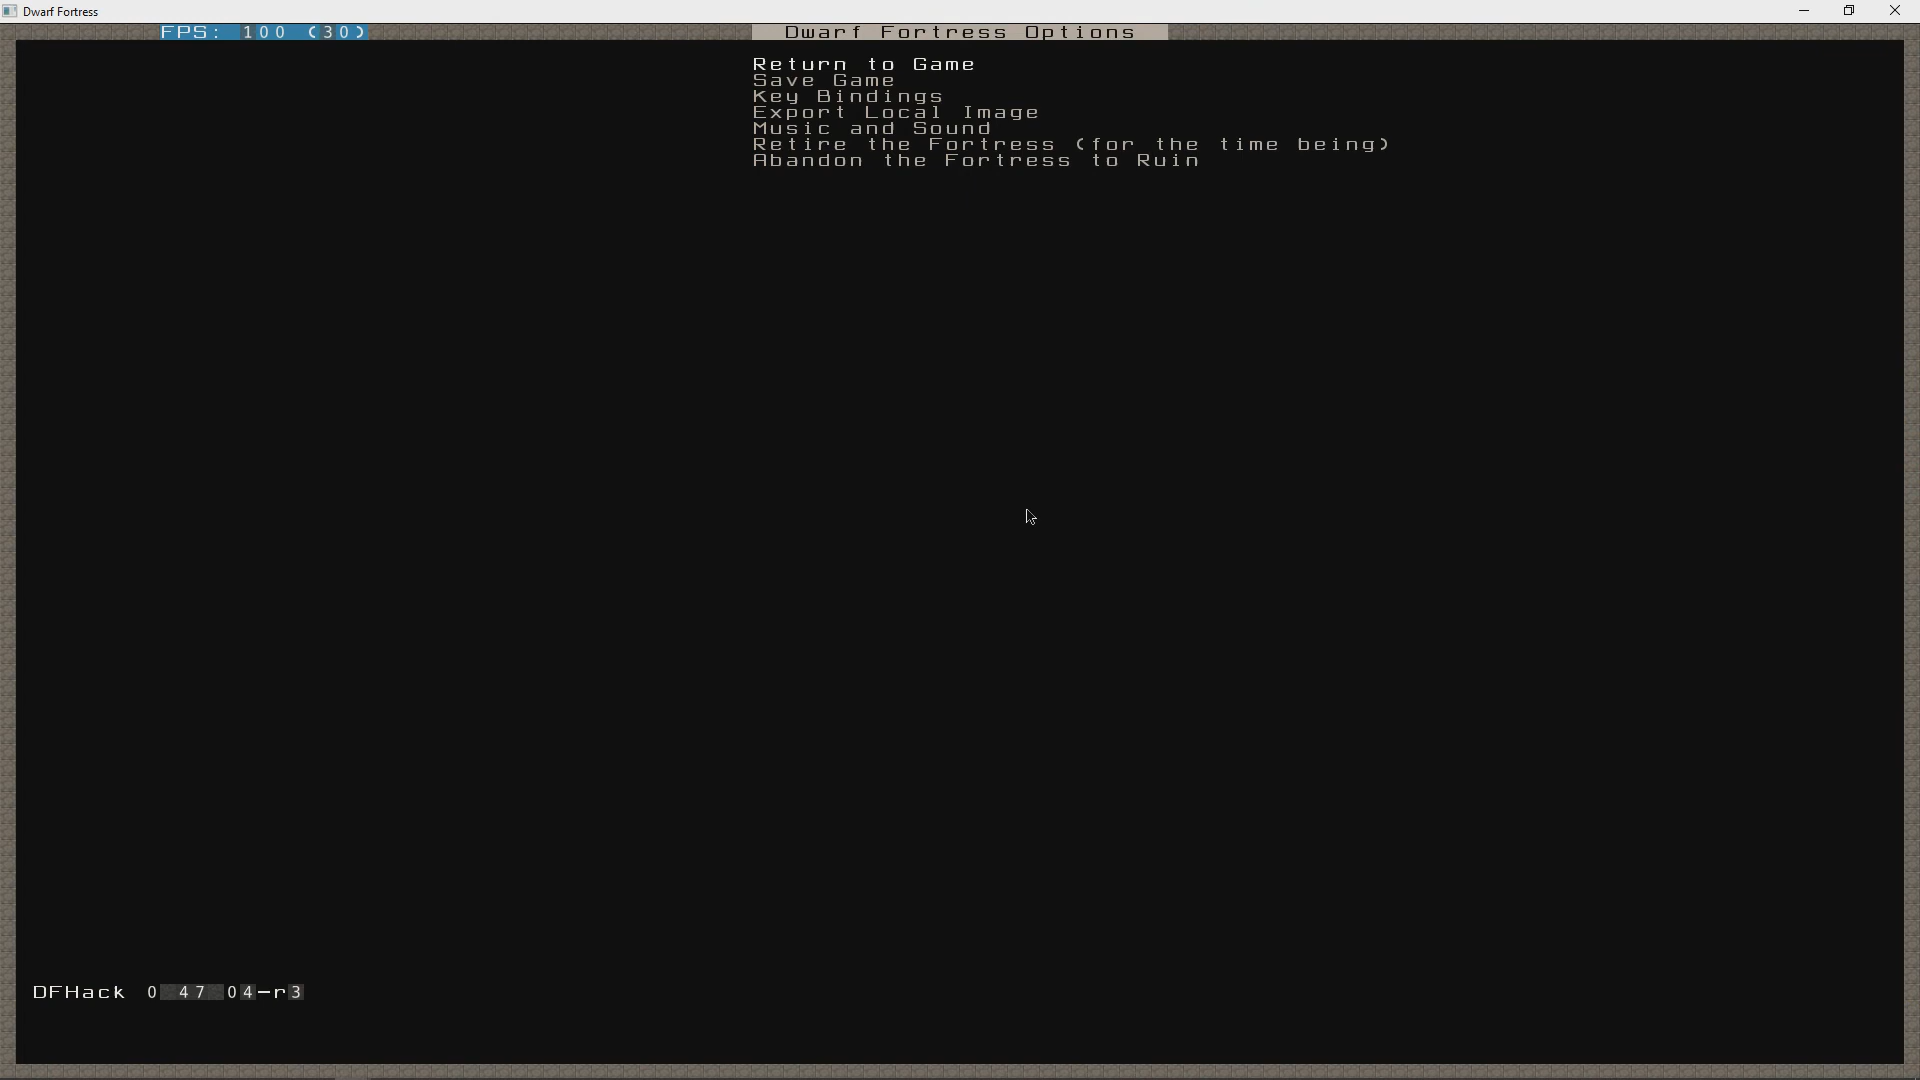 Dwarf Fortress
FPS: 100 (30)
Dwarf Fortress Options
Return to Game
Save Game
Key Bindings
Export Local Image
Music and Sound
Retire the Fortress (for the time being)
Abandon the Fortress to Ruin
DFHack 0 47 04-r3